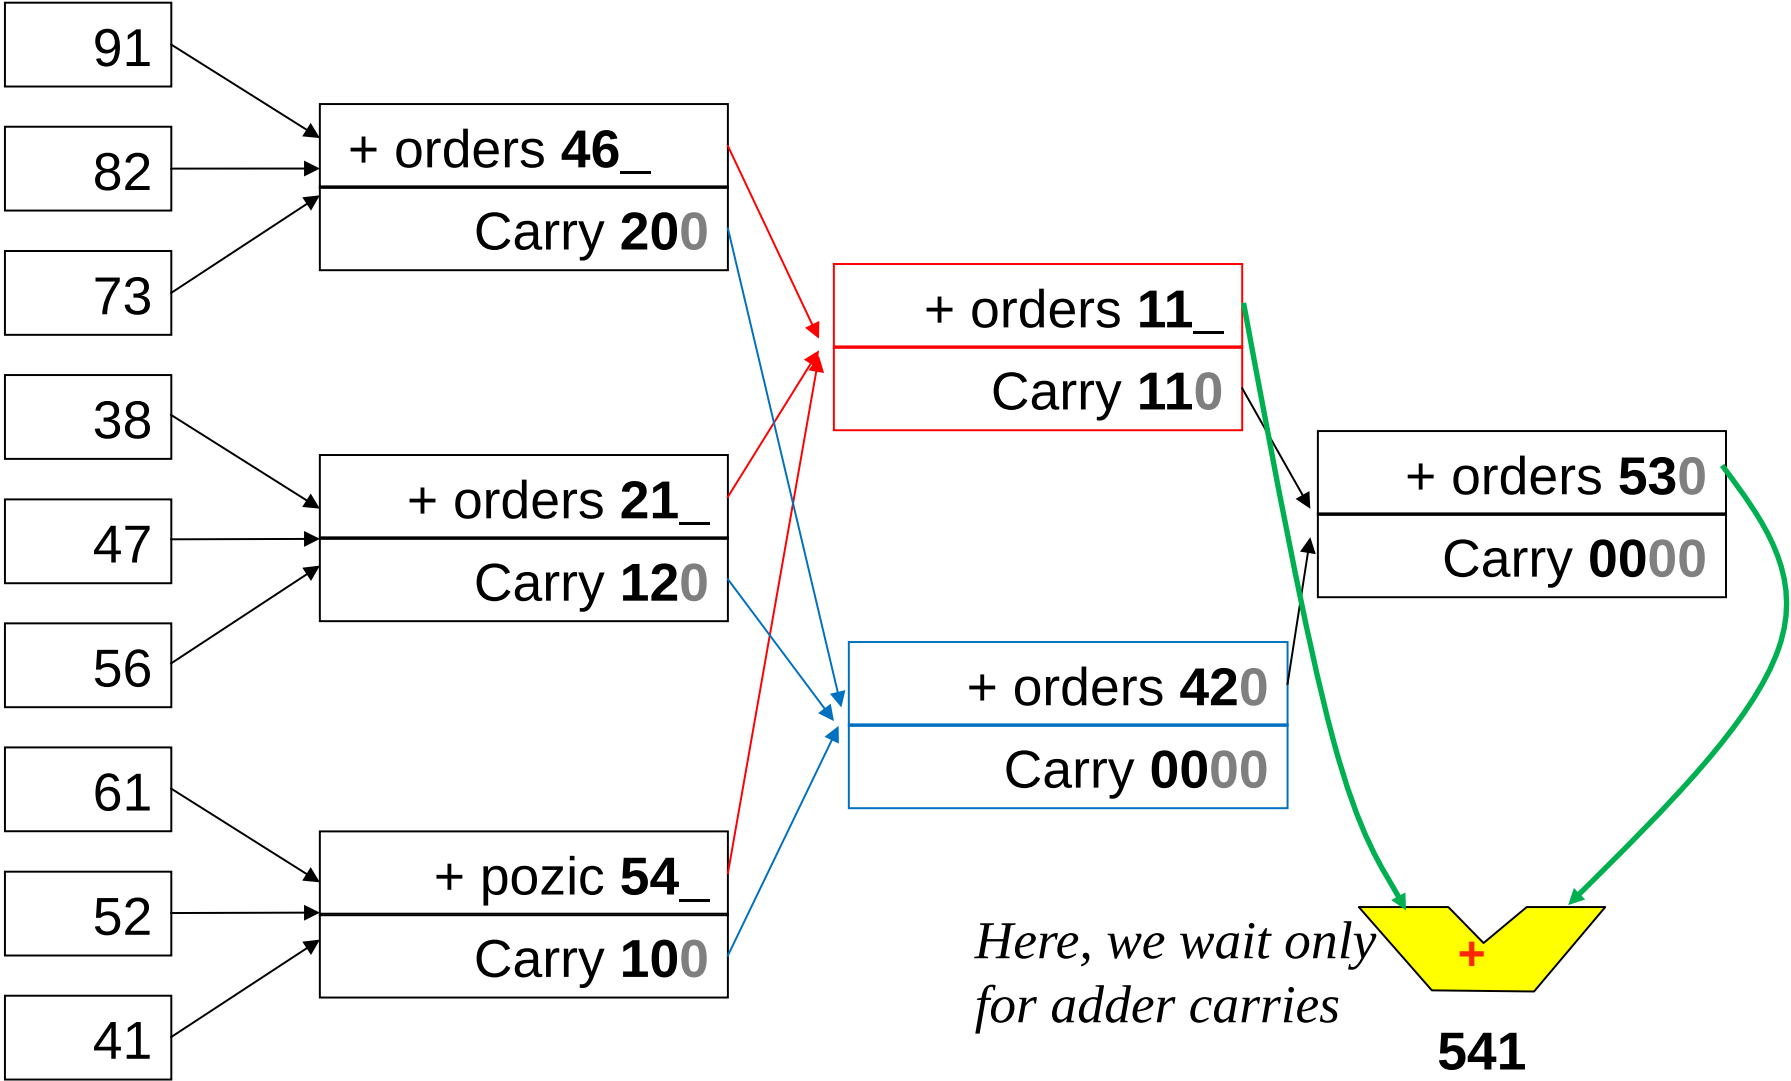 91
82
73
38
47
56
61
52
41
+ orders 46_
Carry 200
+ orders 21_
Carry 120
+ pozic 54_
Carry 100
+ orders 11_
Carry 110
+ orders 420
Carry 0000
+ orders 530
Carry 0000
Here, we wait only
for adder carries
+
541